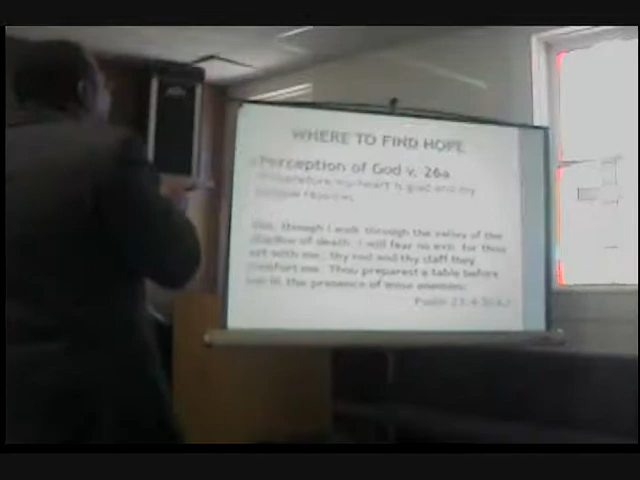 WHERE TO FIND HOPE
Perception of God v. 26a
Therefore my heart is glad and my
tongue rejoices
Yea, though I walk through the valley of the
shadow of death, I will fear no evil: for thou
art with me; thy rod and thy staff they
comfort me. Thou preparest a table before
me in the presence of mine enemies:
Psalm 23:4-5